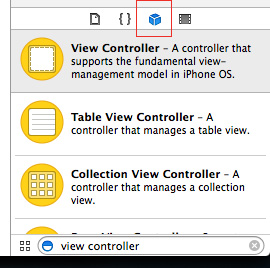 { }
View Controller – A controller that
supports the fundamental view-
management model in iPhone OS.
Table View Controller – A
controller that manages a table view.
Collection View Controller – A
controller that manages a collection
view.
view controller